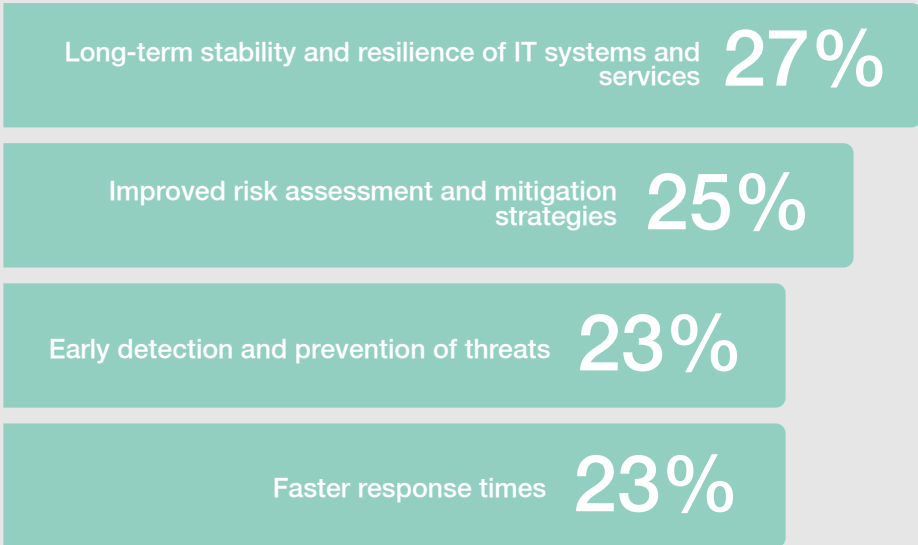 Long-term stability and resilience of IT systems and
services
27%
Improved risk assessment and mitigation
strategies
25%
Early detection and prevention of threats
23%
Faster response times
23%